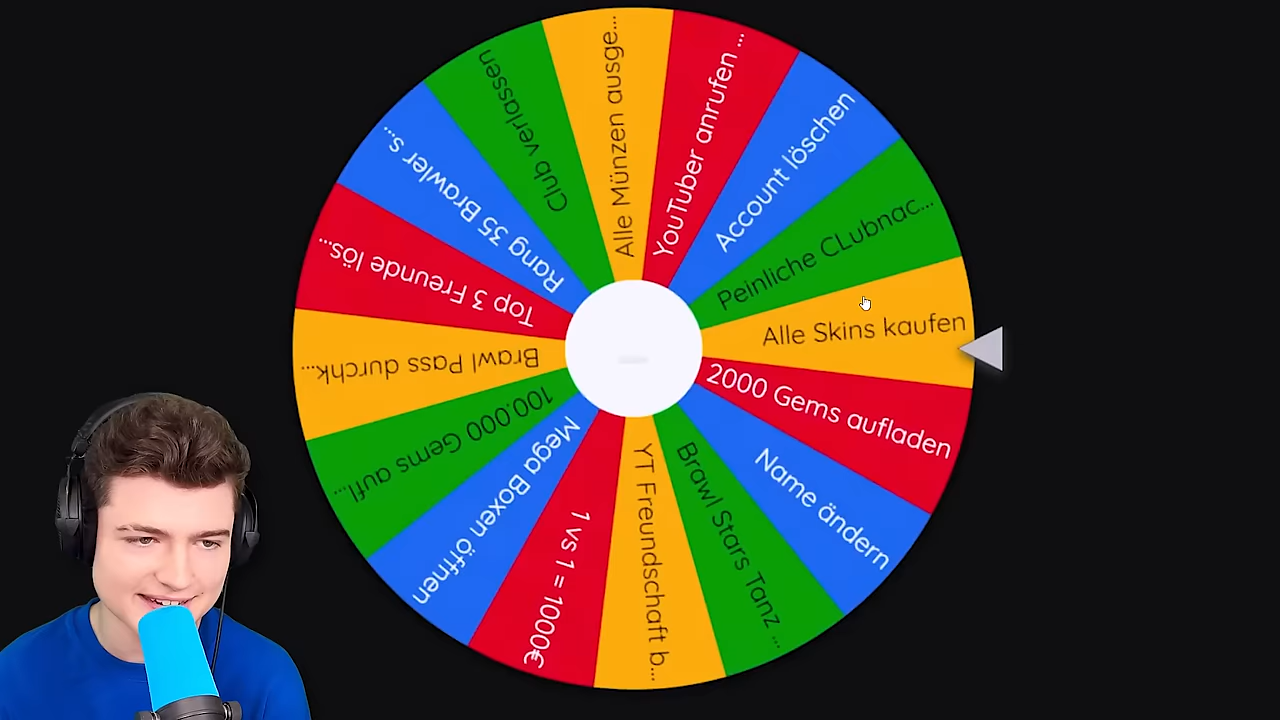 Alle Münzen ausge...
YouTuber anrufen ...
Account löschen
Peinliche CLubnac...
Alle Skins kaufen
2000 Gems aufladen
Name ändern
Brawl Stars Tanz ...
YT Freundschaft b...
1 vs 1 = 1000€
Mega Boxen öffnen
100.000 Gems aufl...
Brawl Pass durchk...
Top 3 Freunde lös...
Rang 35 Brawler s...
Club verlassen